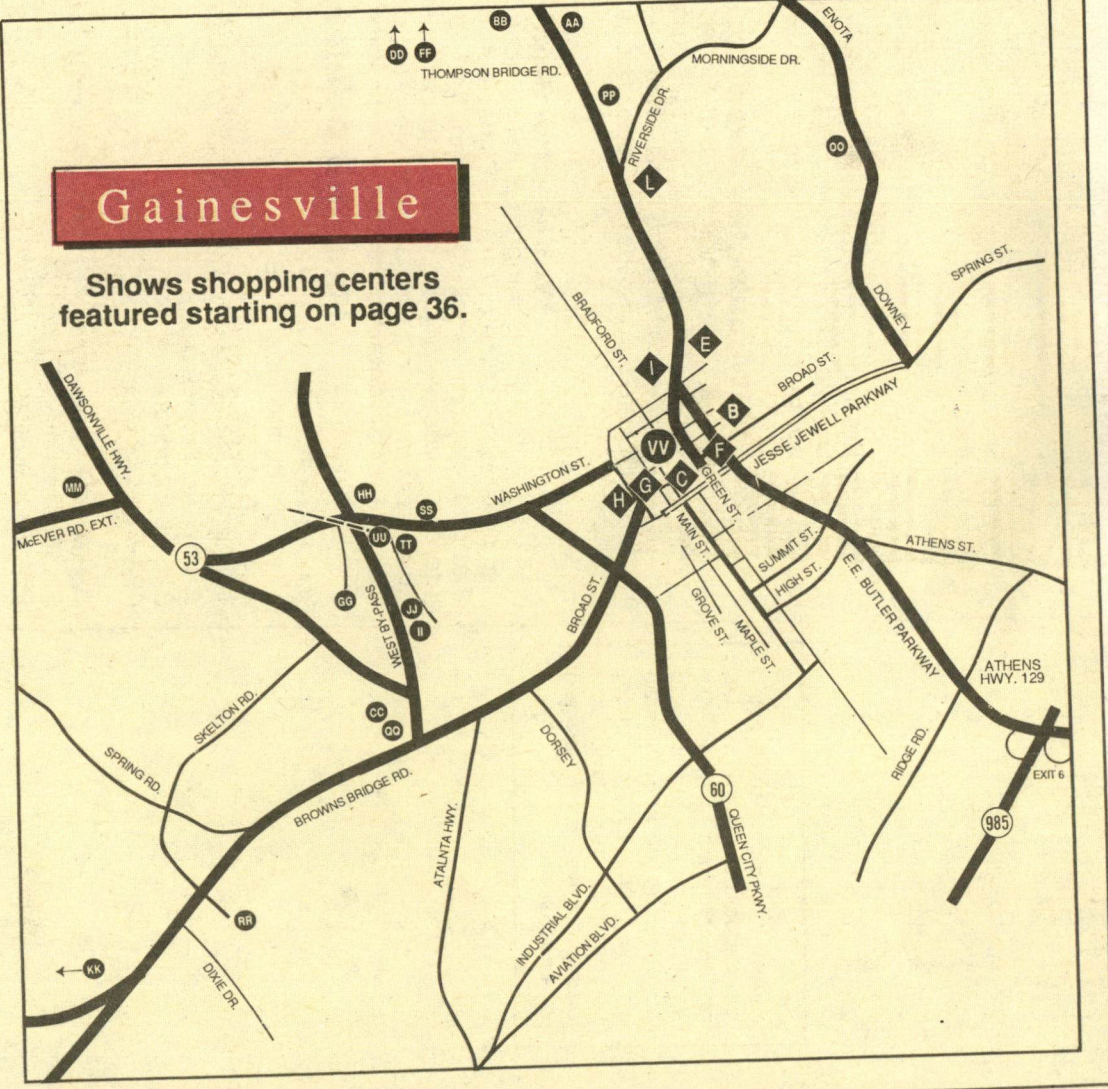 BB
AA
ENOTA
DD
FF
THOMPSON BRIDGE RD.
MORNINGSIDE DR.
PP
RIVERSIDE DR.
OO
L
Gainesville
Shows shopping centers
featured starting on page 36.
SPRING ST.
DOWNEY
BRADFORD ST.
E
I
BROAD ST.
DAWSONVILLE HWY.
B
JESSE JEWELL PARKWAY
VV
F
WASHINGTON ST.
GREEN ST.
C
G
H
MM
HH
SS
McEVER RD. EXT.
MAIN ST.
UU
TT
53
SUMMIT ST.
ATHENS ST.
HIGH ST.
E.E. BUTLER PARKWAY
GG
WEST BY-PASS
JJ
II
BROAD ST.
GROVE ST.
MAPLE ST.
ATHENS
HWY. 129
SKELTON RD.
CC
QQ
SPRING RD.
DORSEY
RIDGE RD.
EXIT 6
BROWNS BRIDGE RD.
60
985
ATALNTA HWY.
QUEEN CITY PKWY.
INDUSTRIAL BLVD.
AVIATION BLVD.
RR
KK
DIXIE DR.